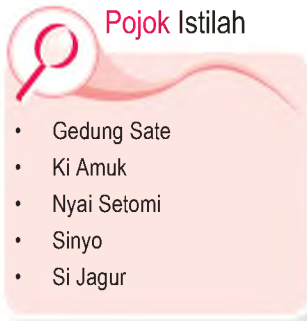 Pojok Istilah
• Gedung Sate
• Ki Amuk
• Nyai Setomi
• Sinyo
• Si Jagur